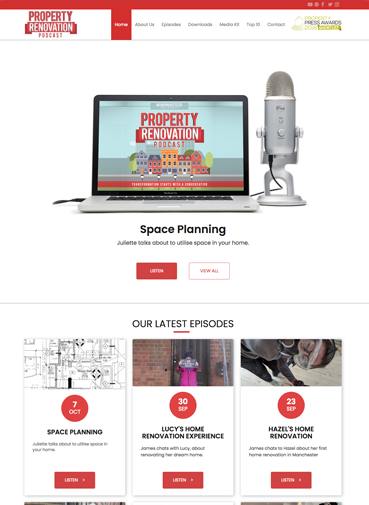 PROPERTY
RENOVATION
PODCAST
Home
About Us
Episodes
Downloads
Media Kit
Top 10
Contact
PROPERTY
PRESS AWARDS
SHORTLIST
PROPERTY
RENOVATION
PODCAST
TRANSFORMATION STARTS WITH A CONVERSATION
Space Planning
Juliette talks about to utilise space in your home.
LISTEN
VIEW ALL
OUR LATEST EPISODES
7
OCT
SPACE PLANNING
Juliette talks about to utilise space in
your home.
LISTEN >
30
SEP
LUCY'S HOME
RENOVATION EXPERIENCE
James chats with Lucy, about
renovating her dream home.
LISTEN >
23
SEP
HAZEL'S HOME
RENOVATION
James chats to Hazel about her first
home renovation in Manchester
LISTEN >